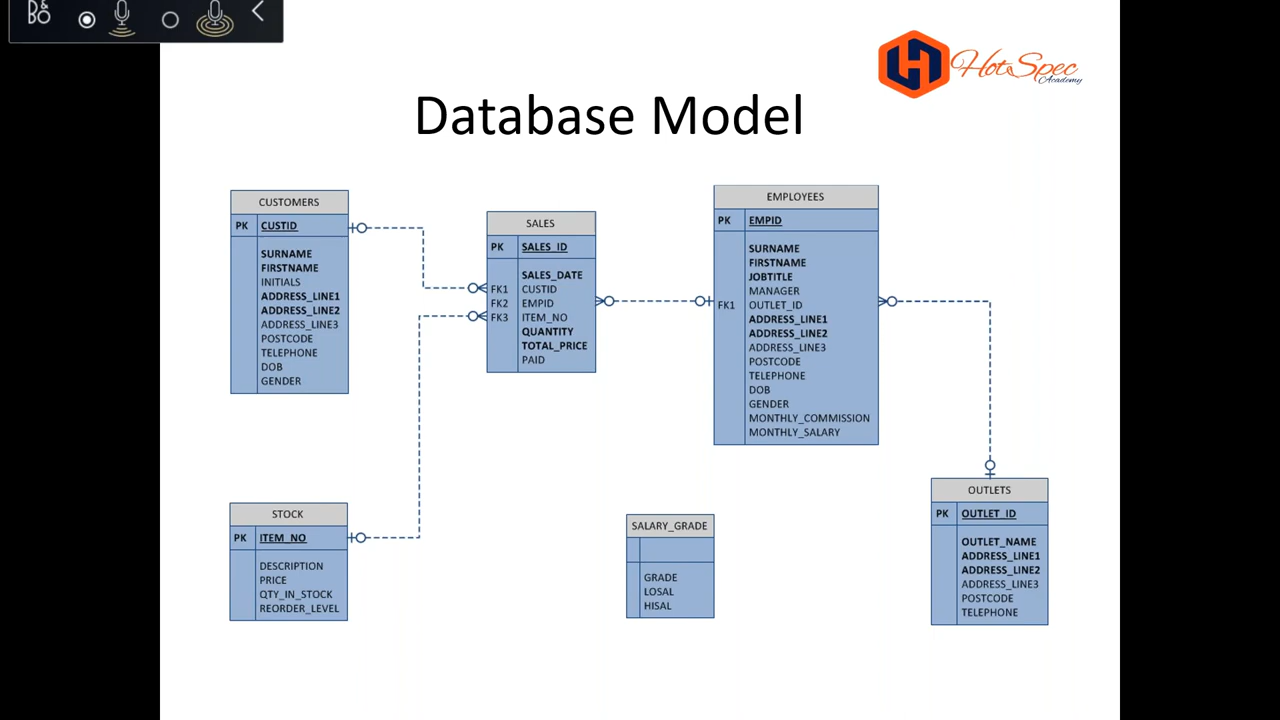 B&O
HotSpec
Academy
Database Model
CUSTOMERS
PK CUSTID
SURNAME
FIRSTNAME
INITIALS
ADDRESS_LINE1
ADDRESS_LINE2
ADDRESS_LINE3
POSTCODE
TELEPHONE
DOB
GENDER
SALES
PK SALES_ID
SALES_DATE
FK1 CUSTID
FK2 EMPID
FK3 ITEM_NO
QUANTITY
TOTAL_PRICE
PAID
EMPLOYEES
PK EMPID
SURNAME
FIRSTNAME
JOBTITLE
MANAGER
FK1 OUTLET_ID
ADDRESS_LINE1
ADDRESS_LINE2
ADDRESS_LINE3
POSTCODE
TELEPHONE
DOB
GENDER
MONTHLY_COMMISSION
MONTHLY_SALARY
STOCK
PK ITEM_NO
DESCRIPTION
PRICE
QTY_IN_STOCK
REORDER_LEVEL
SALARY_GRADE
GRADE
LOSAL
HISAL
OUTLETS
PK OUTLET_ID
OUTLET_NAME
ADDRESS_LINE1
ADDRESS_LINE2
ADDRESS_LINE3
POSTCODE
TELEPHONE